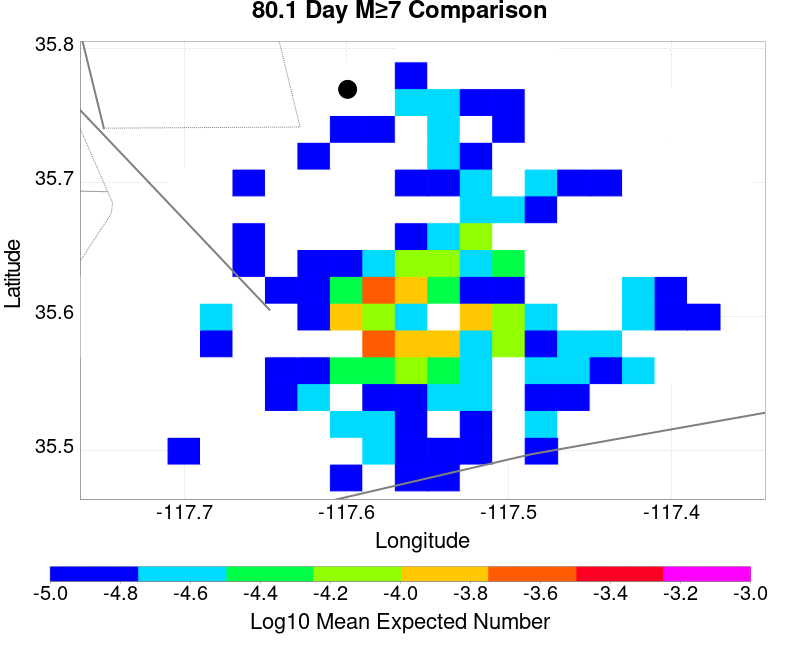 80.1 Day M≥7 Comparison
35.8
35.7
35.6
35.5
Latitude
-117.7 -117.6 -117.5 -117.4
Longitude
-5.0 -4.8 -4.6 -4.4 -4.2 -4.0 -3.8 -3.6 -3.4 -3.2 -3.0
Log10 Mean Expected Number